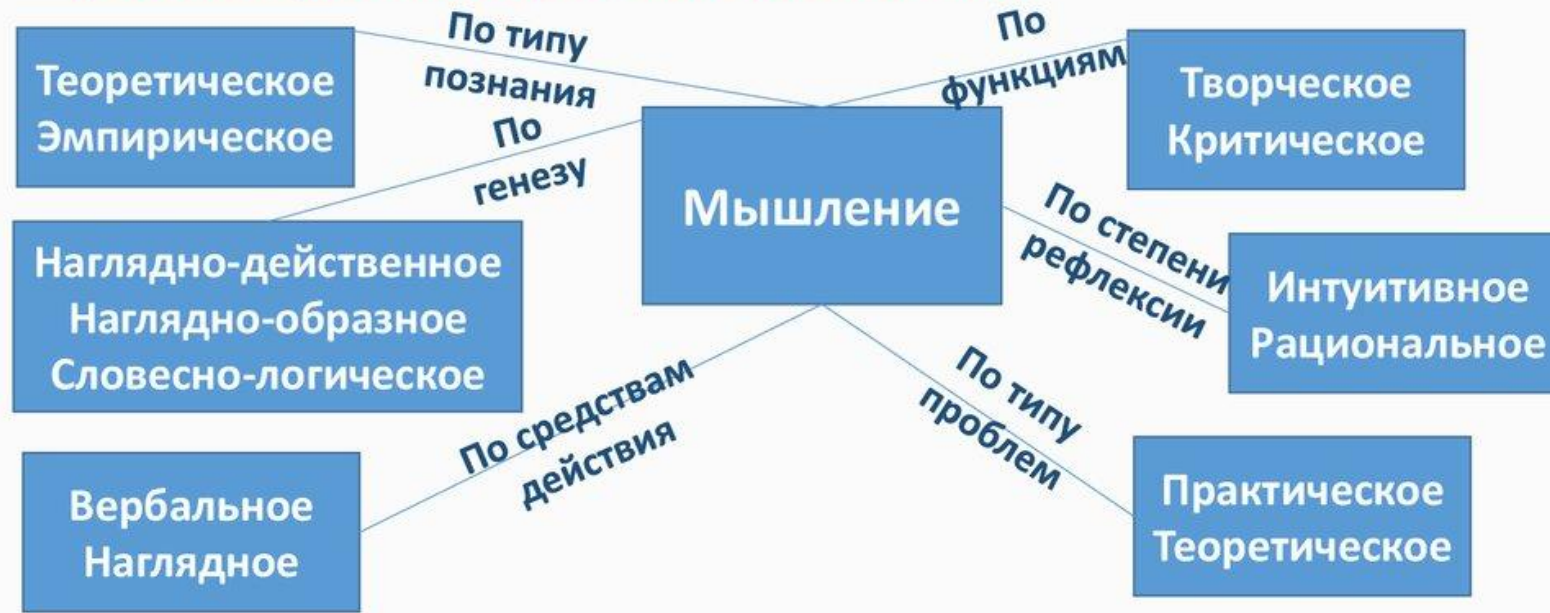 По типу
познания
Теоретическое
Эмпирическое
По
генезу
Наглядно-действенное
Наглядно-образное
Словесно-логическое
По средствам
действия
Вербальное
Наглядное
Мышление
По
функциям
Творческое
Критическое
По степени
рефлексии
Интуитивное
Рациональное
По типу
проблем
Практическое
Теоретическое